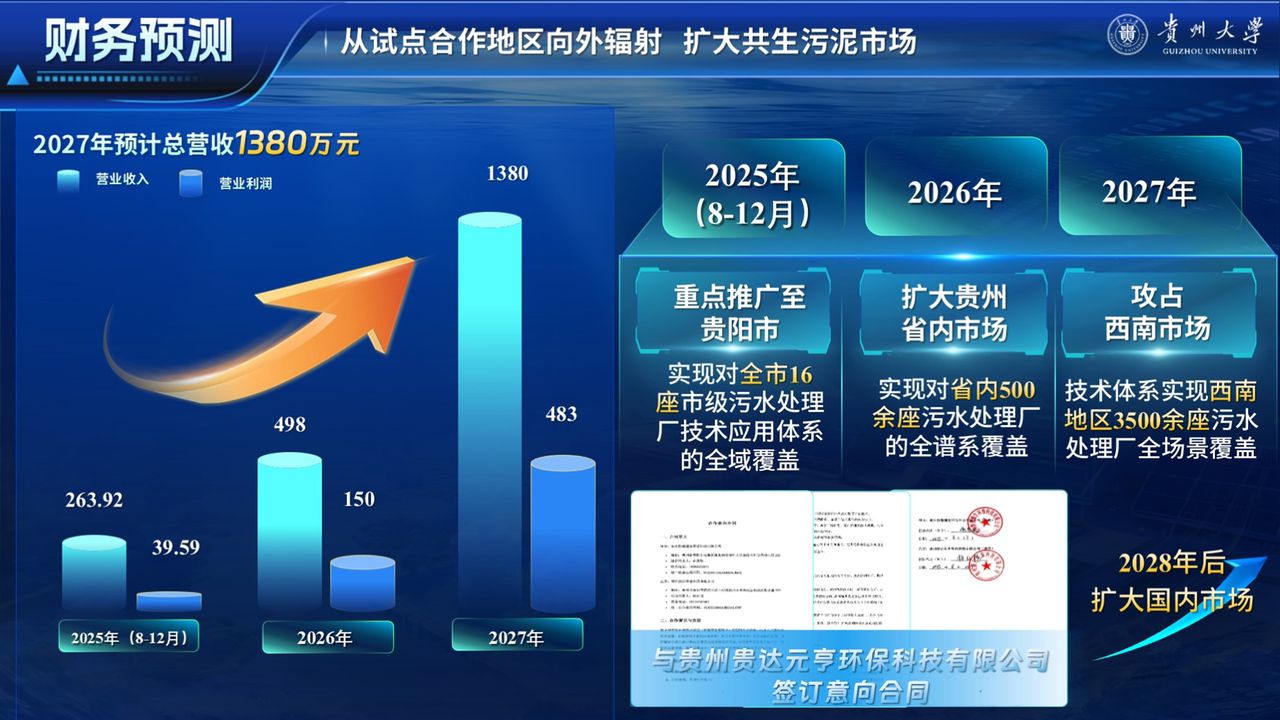 财务预测
从试点合作地区向外辐射 扩大共生污泥市场
貴州大學
GUIZHOU UNIVERSITY
2027年预计总营收1380万元
营业收入
营业利润
1380
498
483
263.92
150
39.59
2025年（8-12月）
2026年
2027年
2025年
（8-12月）
2026年
2027年
重点推广至
贵阳市
实现对全市16
座市级污水处理
厂技术应用体系
的全域覆盖
扩大贵州
省内市场
实现对省内500
余座污水处理厂
的全谱系覆盖
攻占
西南市场
技术体系实现西南
地区3500余座污水
处理厂全场景覆盖
合作意向合同
与贵州贵达元亨环保科技有限公司
签订意向合同
2028年后
扩大国内市场